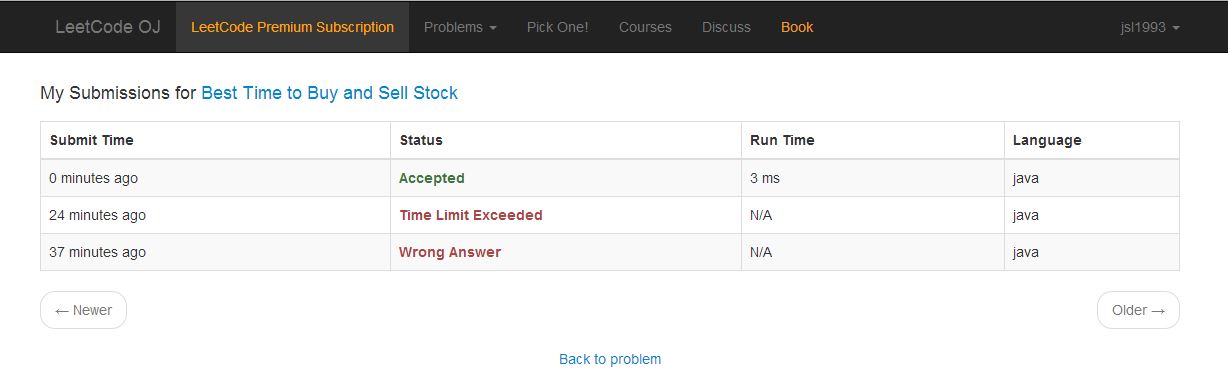 LeetCode OJ LeetCode Premium Subscription Problems Pick One! Courses Discuss Book jsl1993
My Submissions for Best Time to Buy and Sell Stock
Submit Time Status Run Time Language
0 minutes ago Accepted 3 ms java
24 minutes ago Time Limit Exceeded N/A java
37 minutes ago Wrong Answer N/A java
← Newer Older →
Back to problem